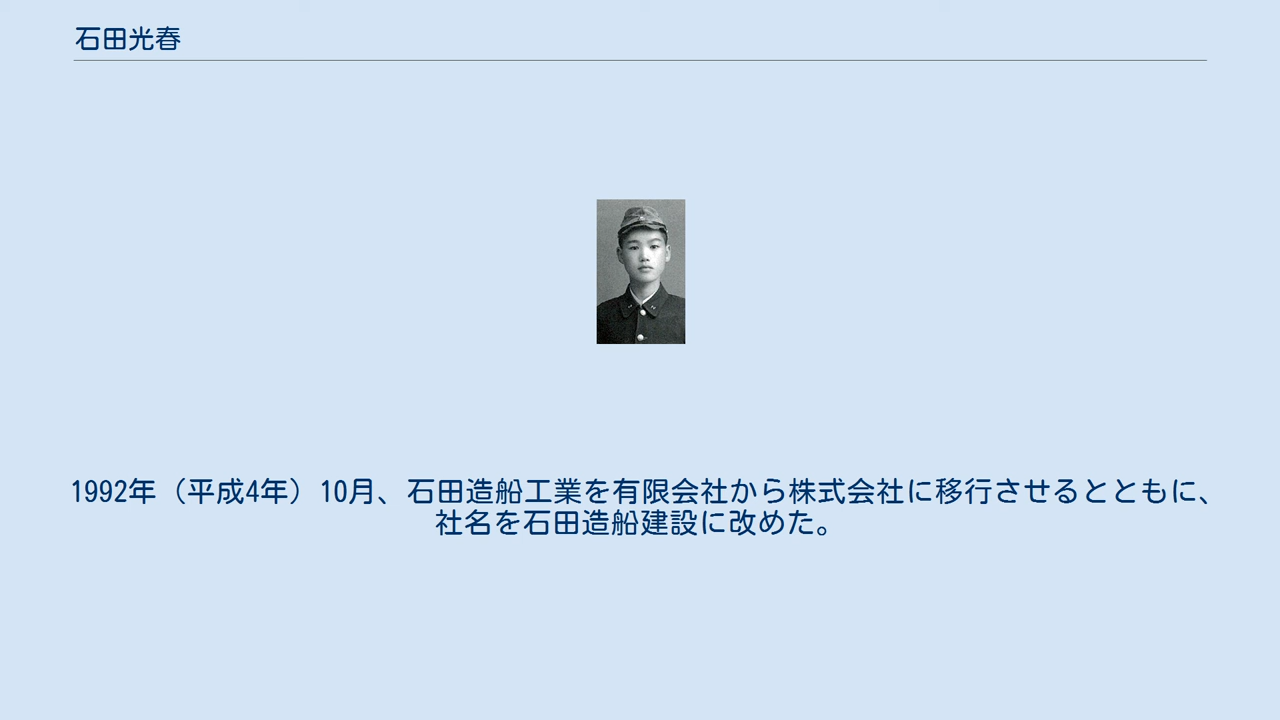 石田光春
1992年（平成4年）10月、石田造船工業を有限会社から株式会社に移行させるとともに、
社名を石田造船建設に改めた。